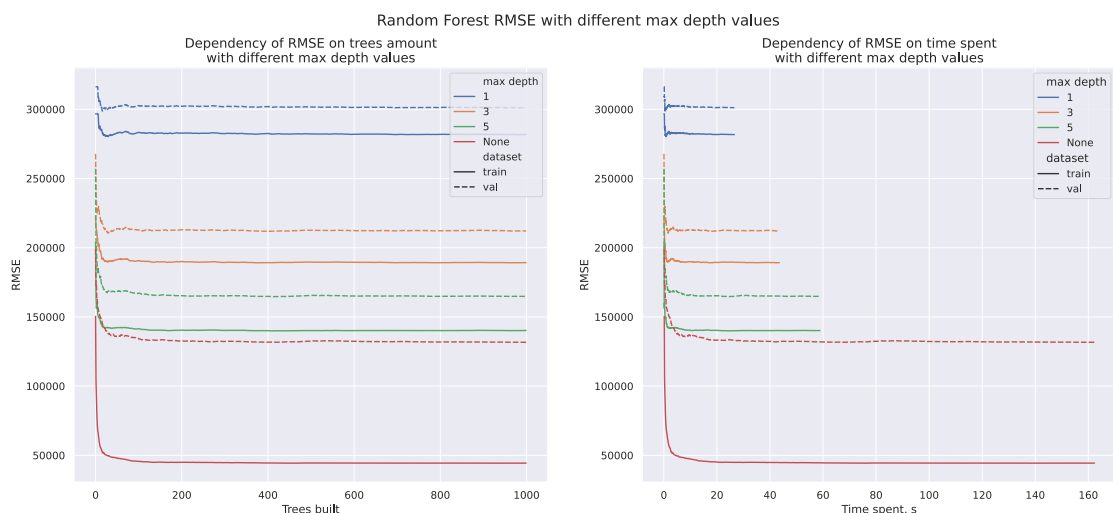 Random Forest RMSE with different max depth values
Dependency of RMSE on trees amount
with different max depth values
RMSE
300000
250000
200000
150000
100000
50000
max depth
1
3
5
None
dataset
train
val
0
200
400
600
800
1000
Trees built
Dependency of RMSE on time spent
with different max depth values
RMSE
300000
250000
200000
150000
100000
50000
max depth
1
3
5
None
dataset
train
val
0
20
40
60
80
100
120
140
160
Time spent, s